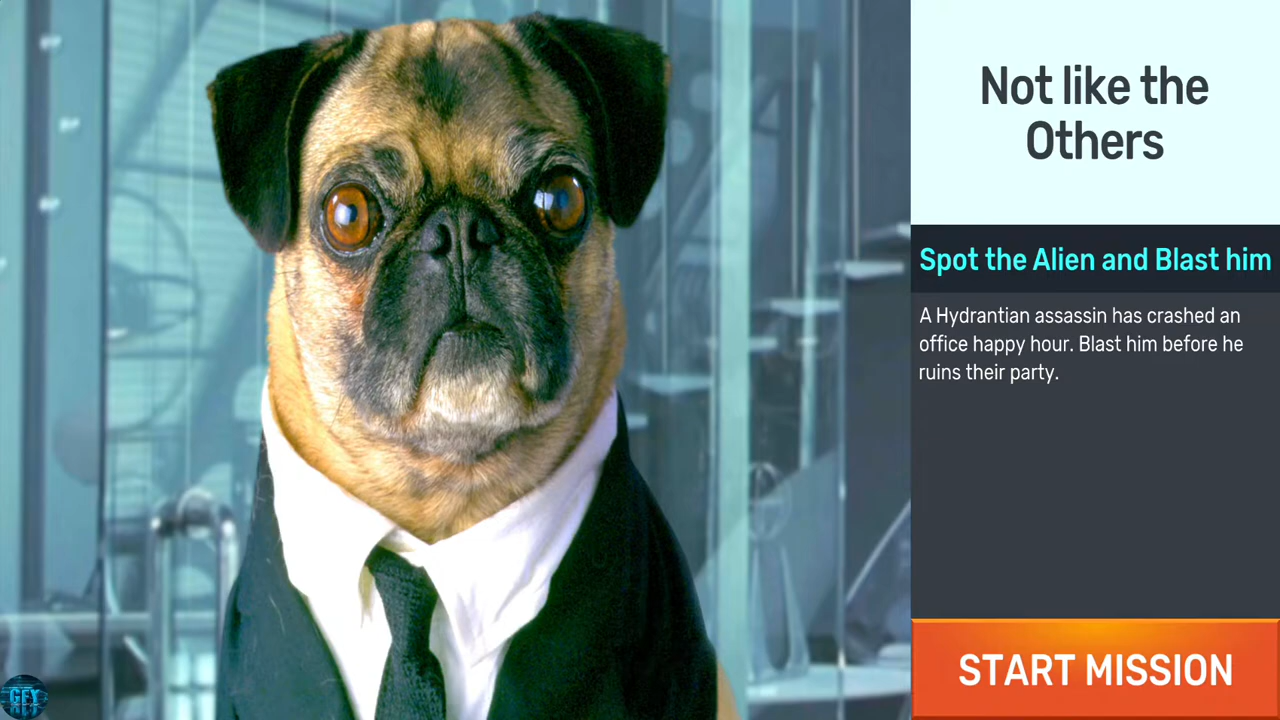 Not like the
Others
Spot the Alien and Blast him
A Hydrantian assassin has crashed an
office happy hour. Blast him before he
ruins their party.
START MISSION
GFY